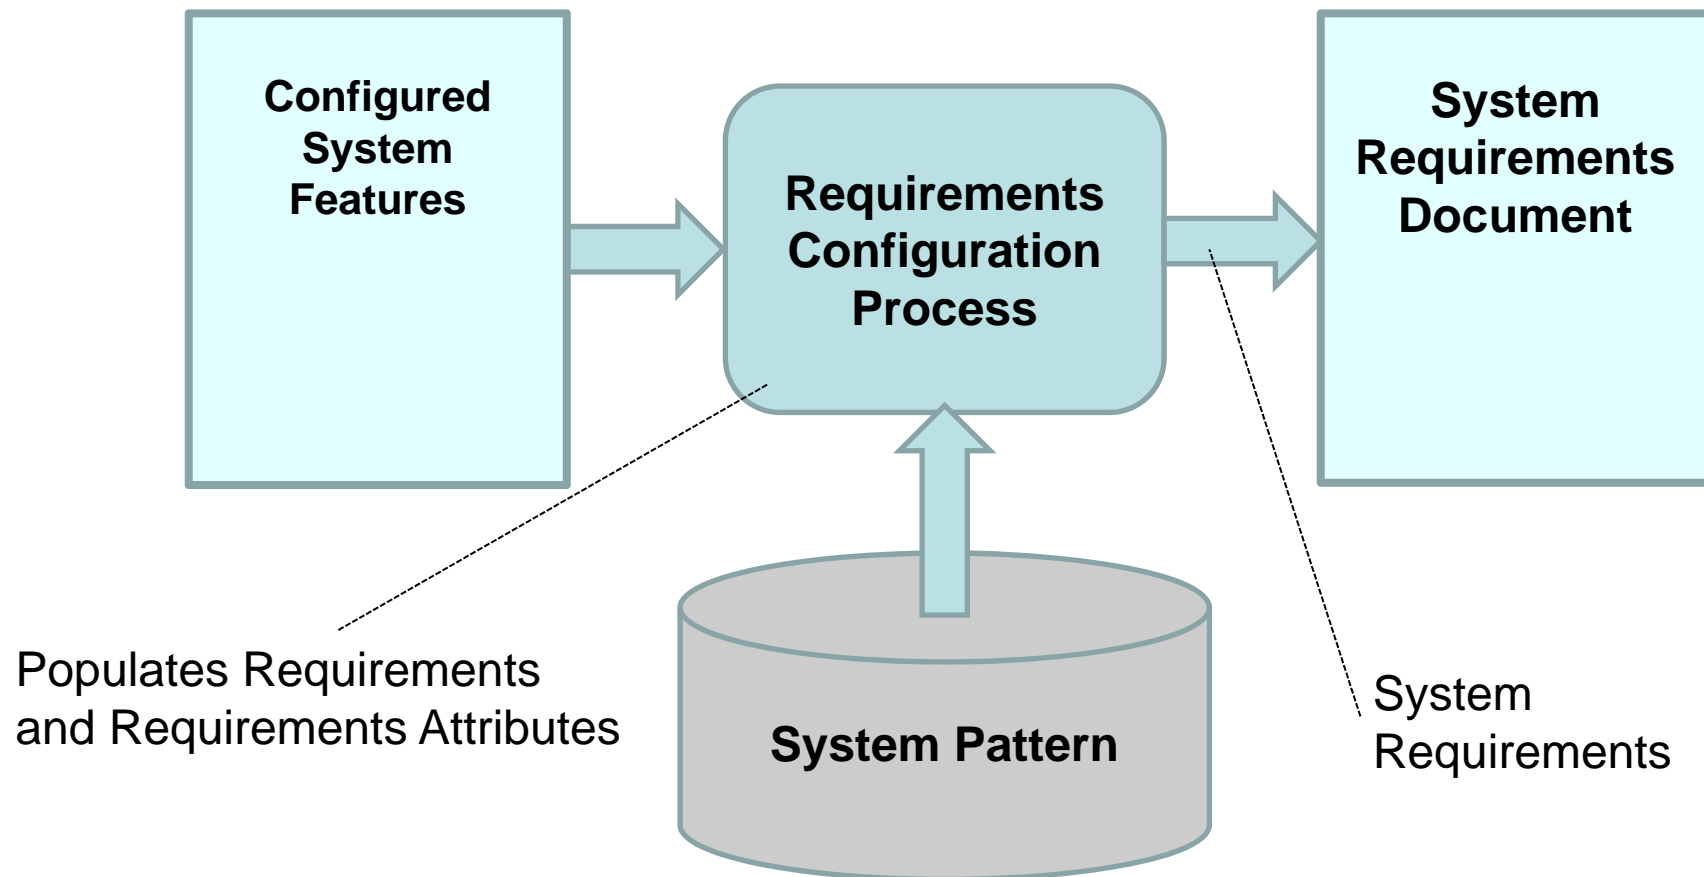 Configured
System
Features
Requirements
Configuration
Process
System
Requirements
Document
Populates Requirements
and Requirements Attributes
System Pattern
System
Requirements